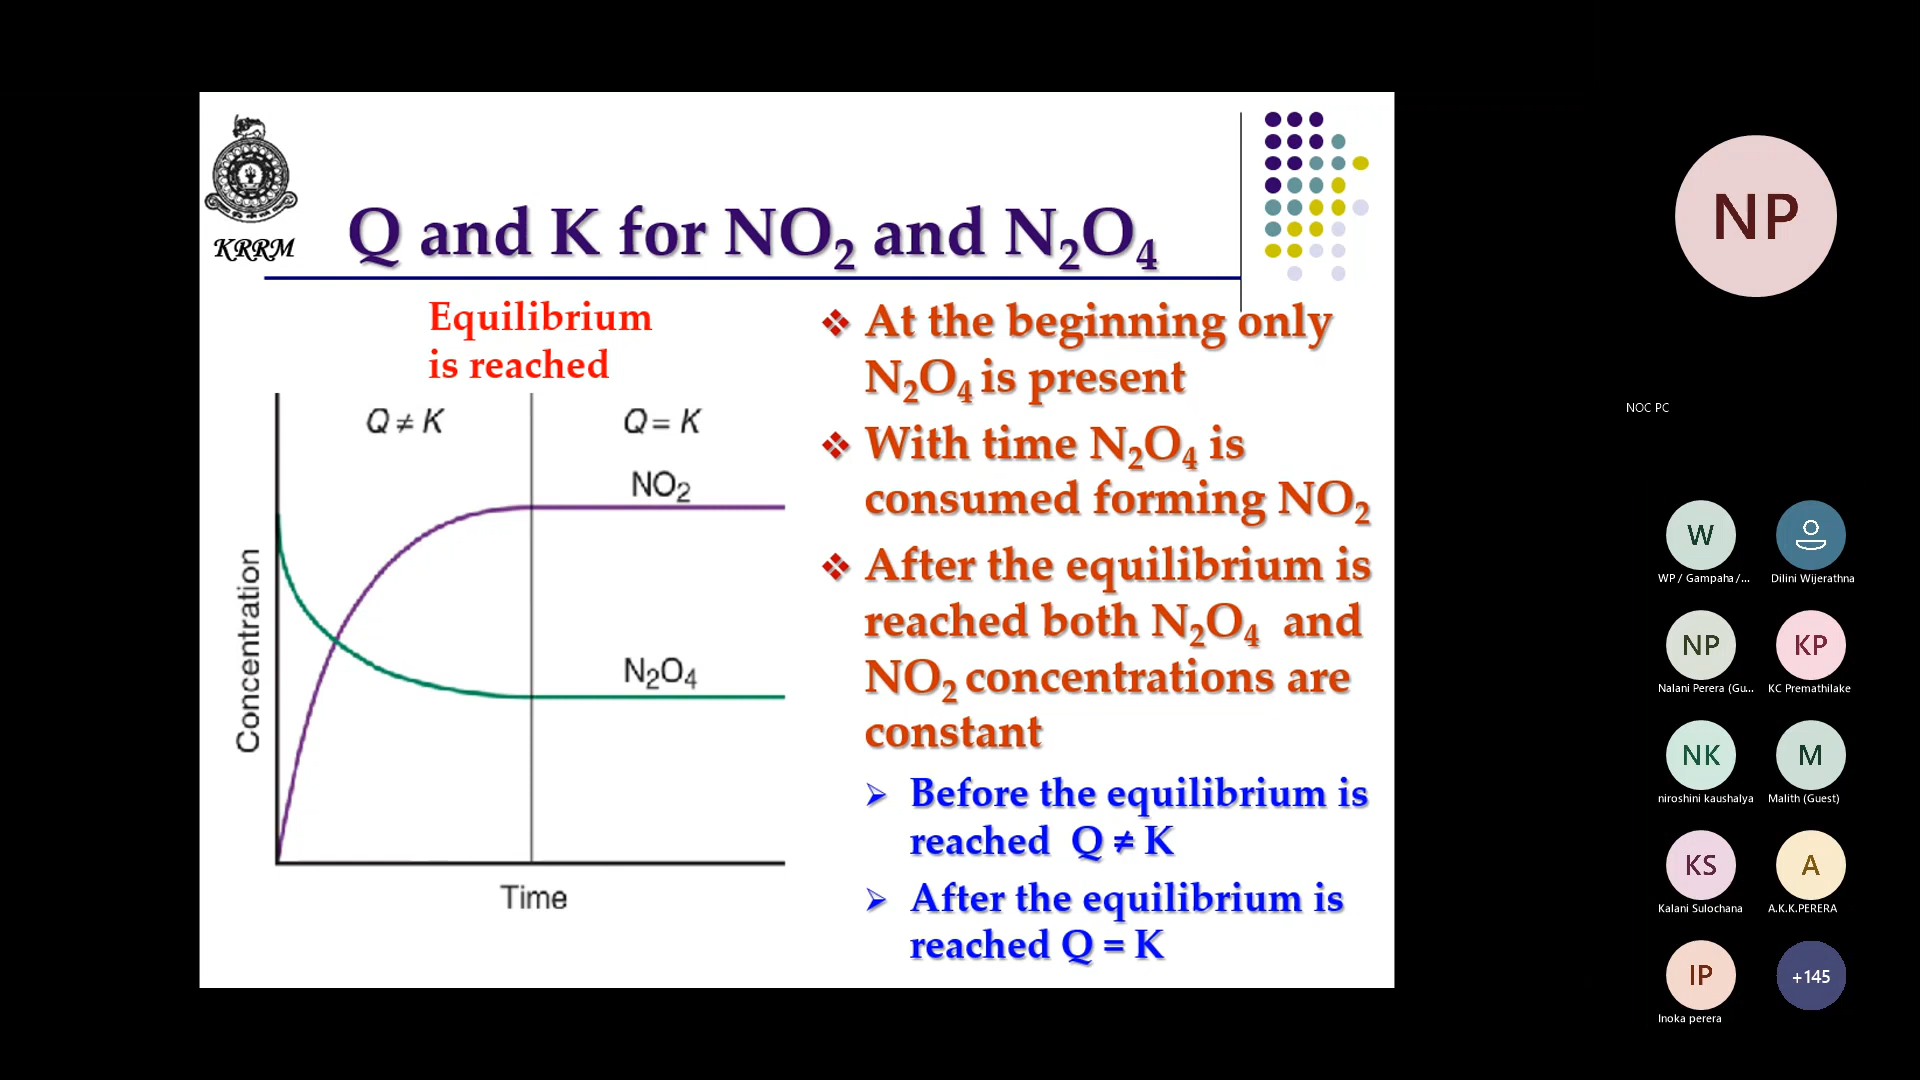 KRRM
Q and K for NO₂ and N₂O₄
Equilibrium
is reached
Q ≠ K
Q = K
NO₂
N₂O₄
Concentration
Time
❖ At the beginning only
N₂O₄ is present
❖ With time N₂O₄ is
consumed forming NO₂
❖ After the equilibrium is
reached both N₂O₄ and
NO₂ concentrations are
constant
➢ Before the equilibrium is
reached Q ≠ K
➢ After the equilibrium is
reached Q = K
NP
NOC PC
W
WP / Gampaha /...
Dilini Wijerathna
NP
Nalani Perera (Gu...
KP
KC Premathilake
NK
niroshini kaushalya
M
Malith (Guest)
KS
Kalani Sulochana
A
A.K.K.PERERA
IP
Inoka perera
+145